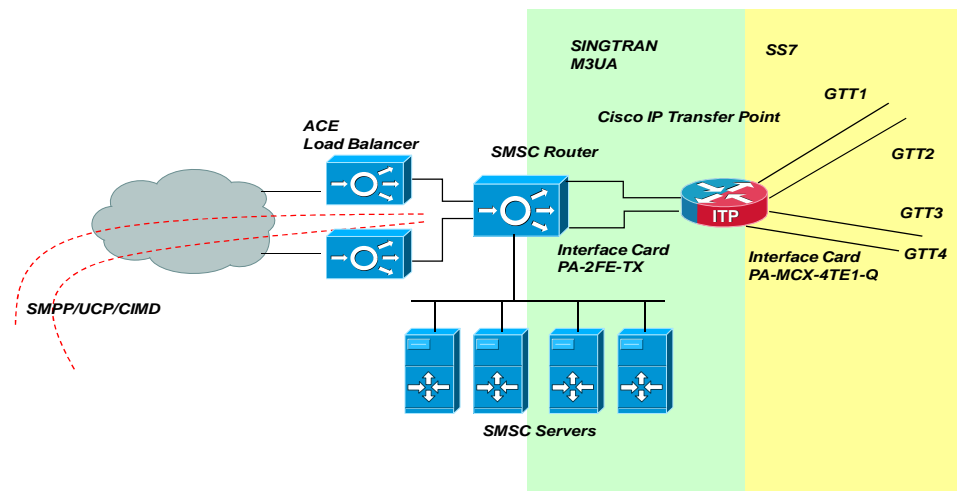 SINGTRAN
M3UA
SS7
GTT1
Cisco IP Transfer Point
ACE
Load Balancer
SMSC Router
GTT2
ITP
GTT3
GTT4
Interface Card
PA-2FE-TX
Interface Card
PA-MCX-4TE1-Q
SMPP/UCP/CIMD
SMSC Servers